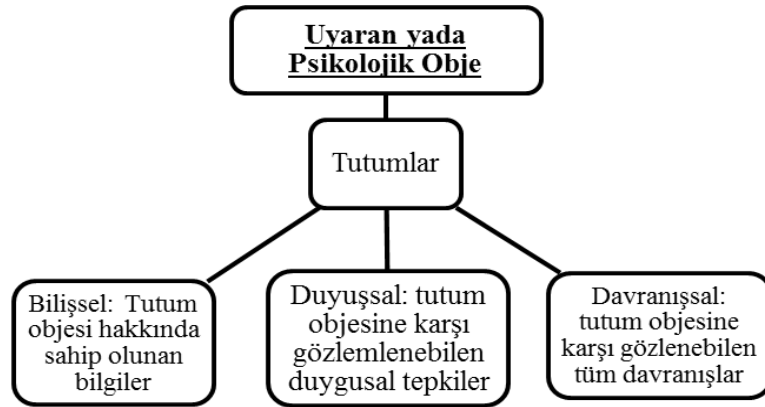 Uyaran yada
Psikolojik Obje
Tutumlar
Bilişsel: Tutum
objesi hakkında
sahip olunan
bilgiler
Duyuşsal: tutum
objesine karşı
gözlemlenebilen
duygusal tepkiler
Davranışsal:
tutum objesine
karşı gözlenebilen
tüm davranışlar